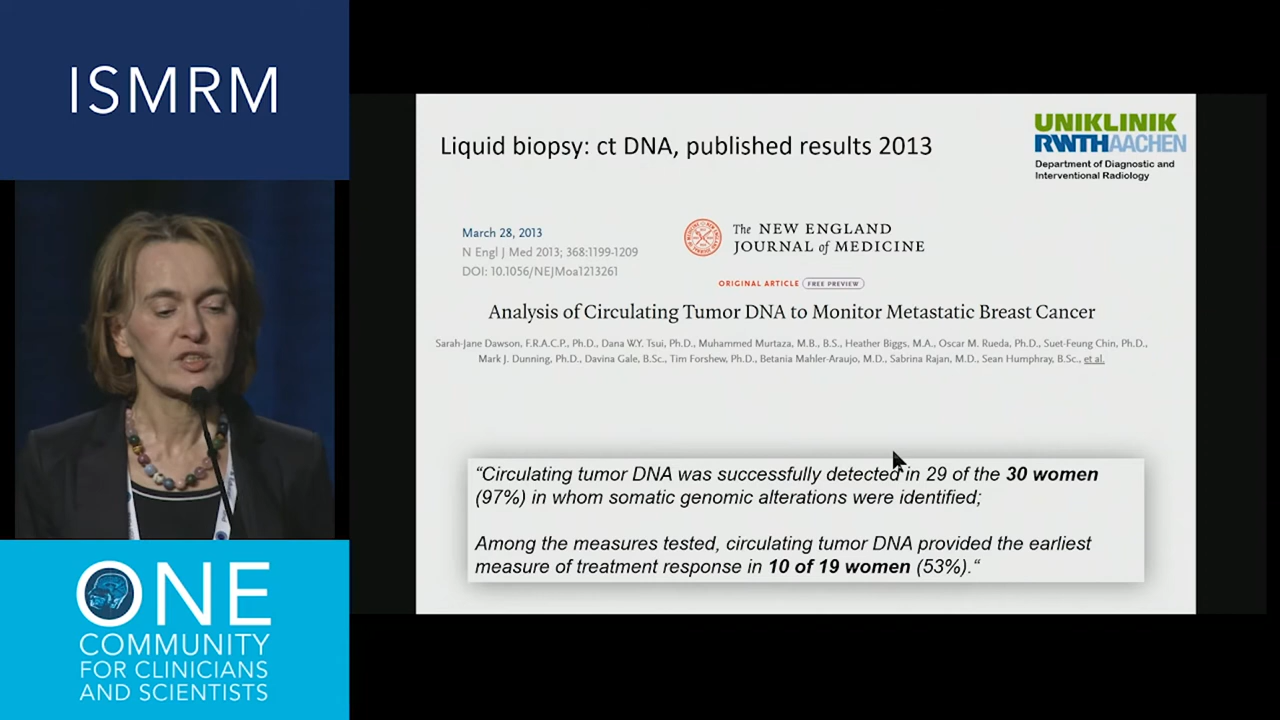 ISMRM
ONE
COMMUNITY
FOR CLINICIANS
AND SCIENTISTS
Liquid biopsy: ct DNA, published results 2013
UNIKLINIK
RWTHAACHEN
Department of Diagnostic and
Interventional Radiology
March 28, 2013
N Engl J Med 2013; 368:1199-1209
DOI: 10.1056/NEJMoa1213261
The NEW ENGLAND
JOURNAL of MEDICINE
ORIGINAL ARTICLE FREE PREVIEW
Analysis of Circulating Tumor DNA to Monitor Metastatic Breast Cancer
Sarah-Jane Dawson, F.R.A.C.P., Ph.D., Dana W.Y. Tsui, Ph.D., Muhammed Murtaza, M.B., B.S., Heather Biggs, M.A., Oscar M. Rueda, Ph.D., Suet-Feung Chin, Ph.D.,
Mark J. Dunning, Ph.D., Davina Gale, B.Sc., Tim Forshew, Ph.D., Betania Mahler-Araujo, M.D., Sabrina Rajan, M.D., Sean Humphray, B.Sc., et al.
“Circulating tumor DNA was successfully detected in 29 of the 30 women
(97%) in whom somatic genomic alterations were identified;
Among the measures tested, circulating tumor DNA provided the earliest
measure of treatment response in 10 of 19 women (53%).“